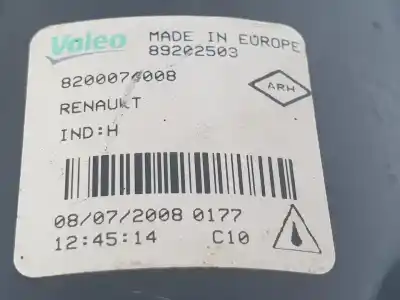 Valeo MADE IN EUROPE
89202503
8200074008
ARH
RENAULT
IND:H
08/07/2008 0177
12:45:14 C10